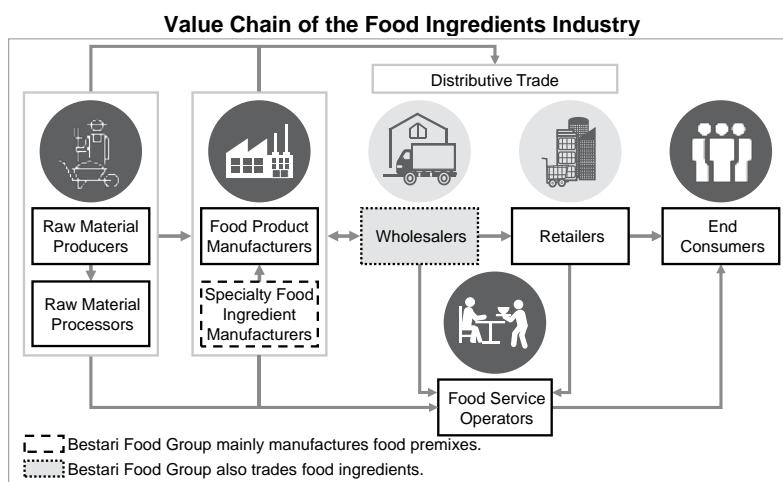 Value Chain of the Food Ingredients Industry
Distributive Trade
Raw Material
Producers
Food Product
Manufacturers
Wholesalers
Retailers
End
Consumers
Raw Material
Processors
Specialty Food
Ingredient
Manufacturers
Food Service
Operators
Bestari Food Group mainly manufactures food premixes.
Bestari Food Group also trades food ingredients.